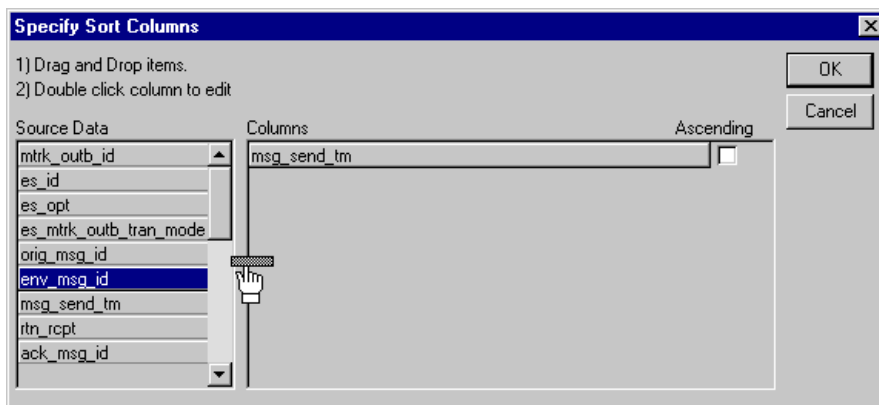 Specify Sort Columns
1) Drag and Drop items.
2) Double click column to edit
OK
Cancel
Source Data
Columns
Ascending
mtrk_outb_id
es_id
es_opt
es_mtrk_outb_tran_mode
orig_msg_id
env_msg_id
msg_send_tm
rtn_rcpt
ack_msg_id
msg_send_tm